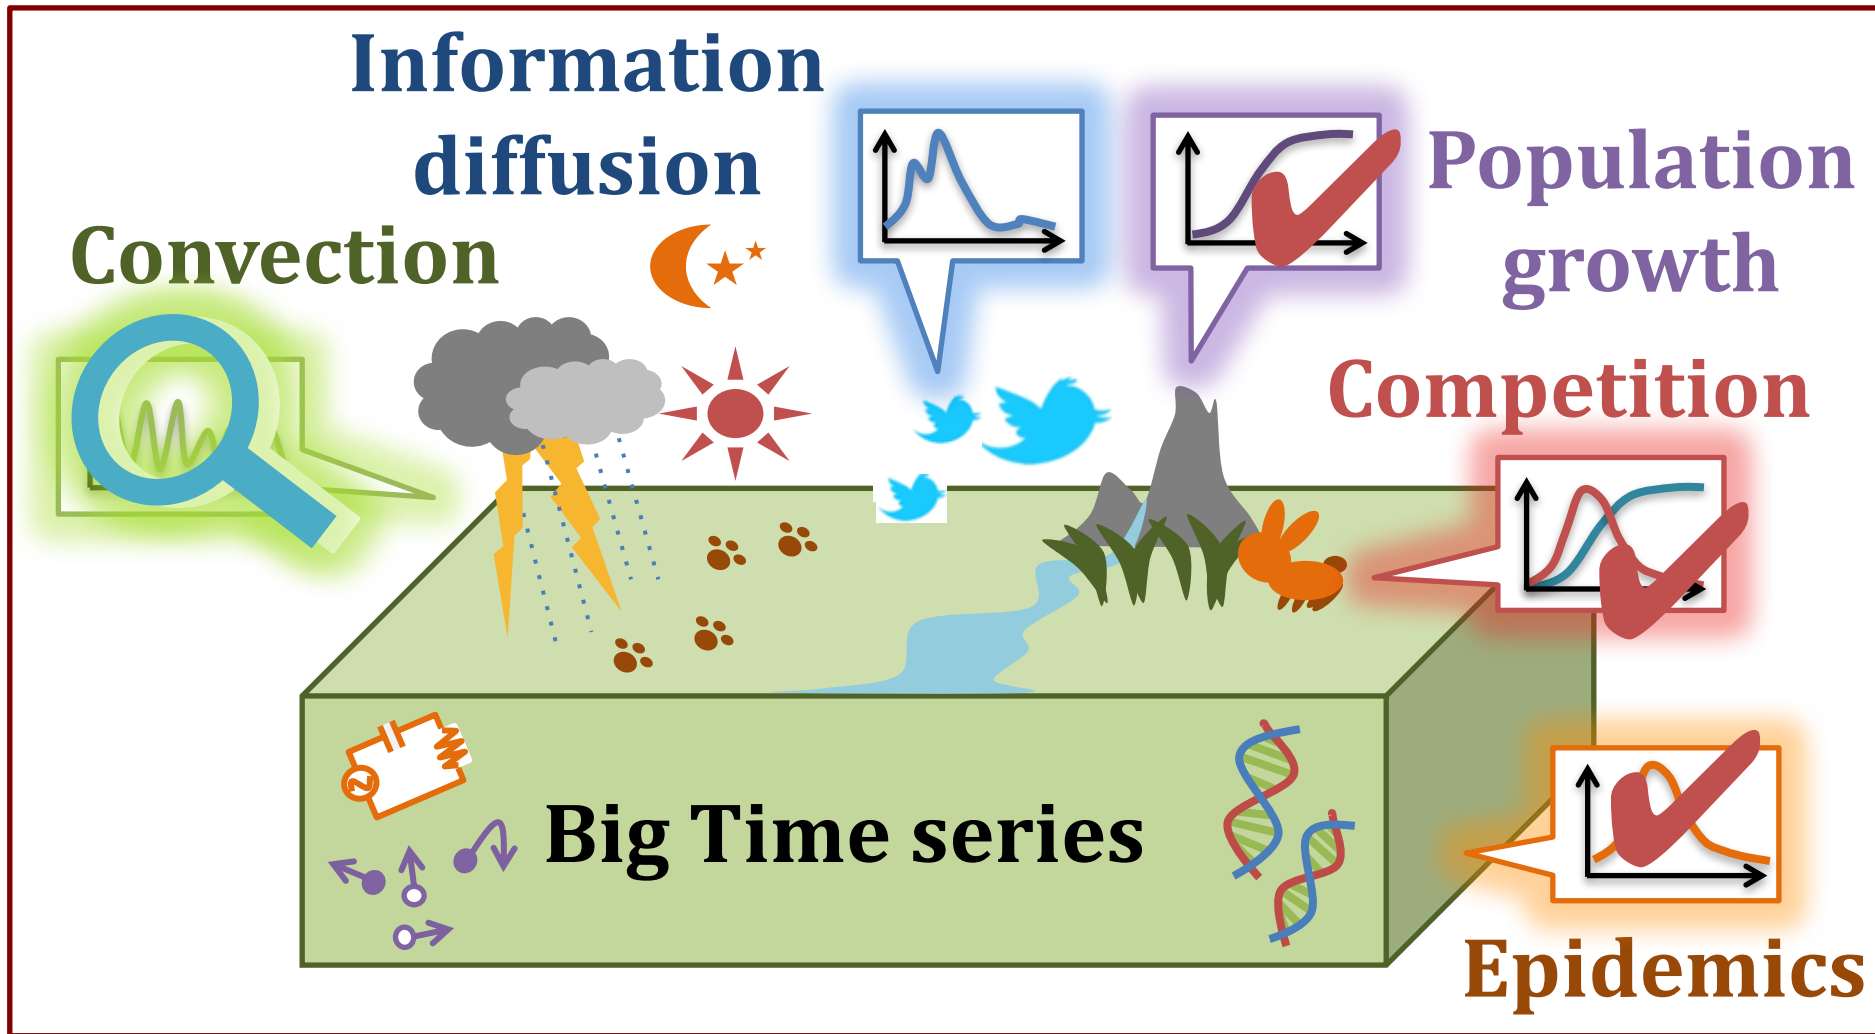 Information
diffusion
Convection
Population
growth
Competition
Big Time series
Epidemics